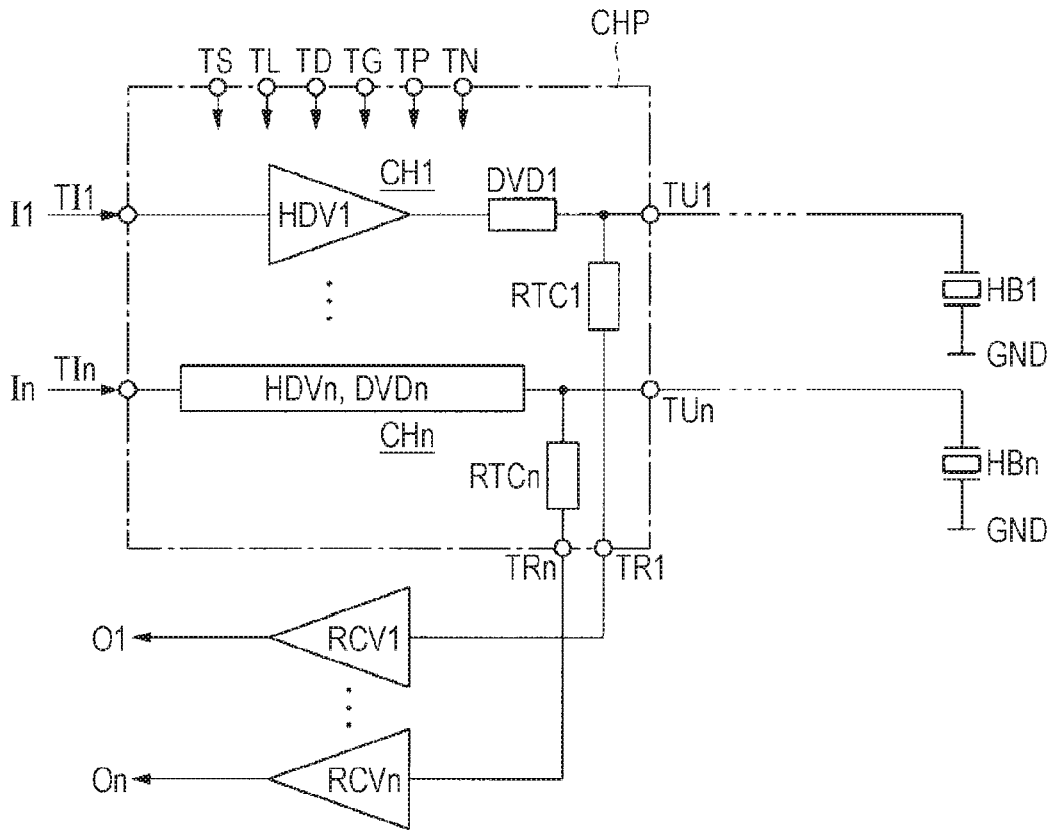 CHP
TS TL TD TG TP TN
I1 TI1 HDV1 CH1 DVD1 TU1
RTC1 HB1
GND
In TIn HDVn, DVDn TUn
CHn
RTCn HBn
GND
TRn TR1
O1 RCV1
On RCVn